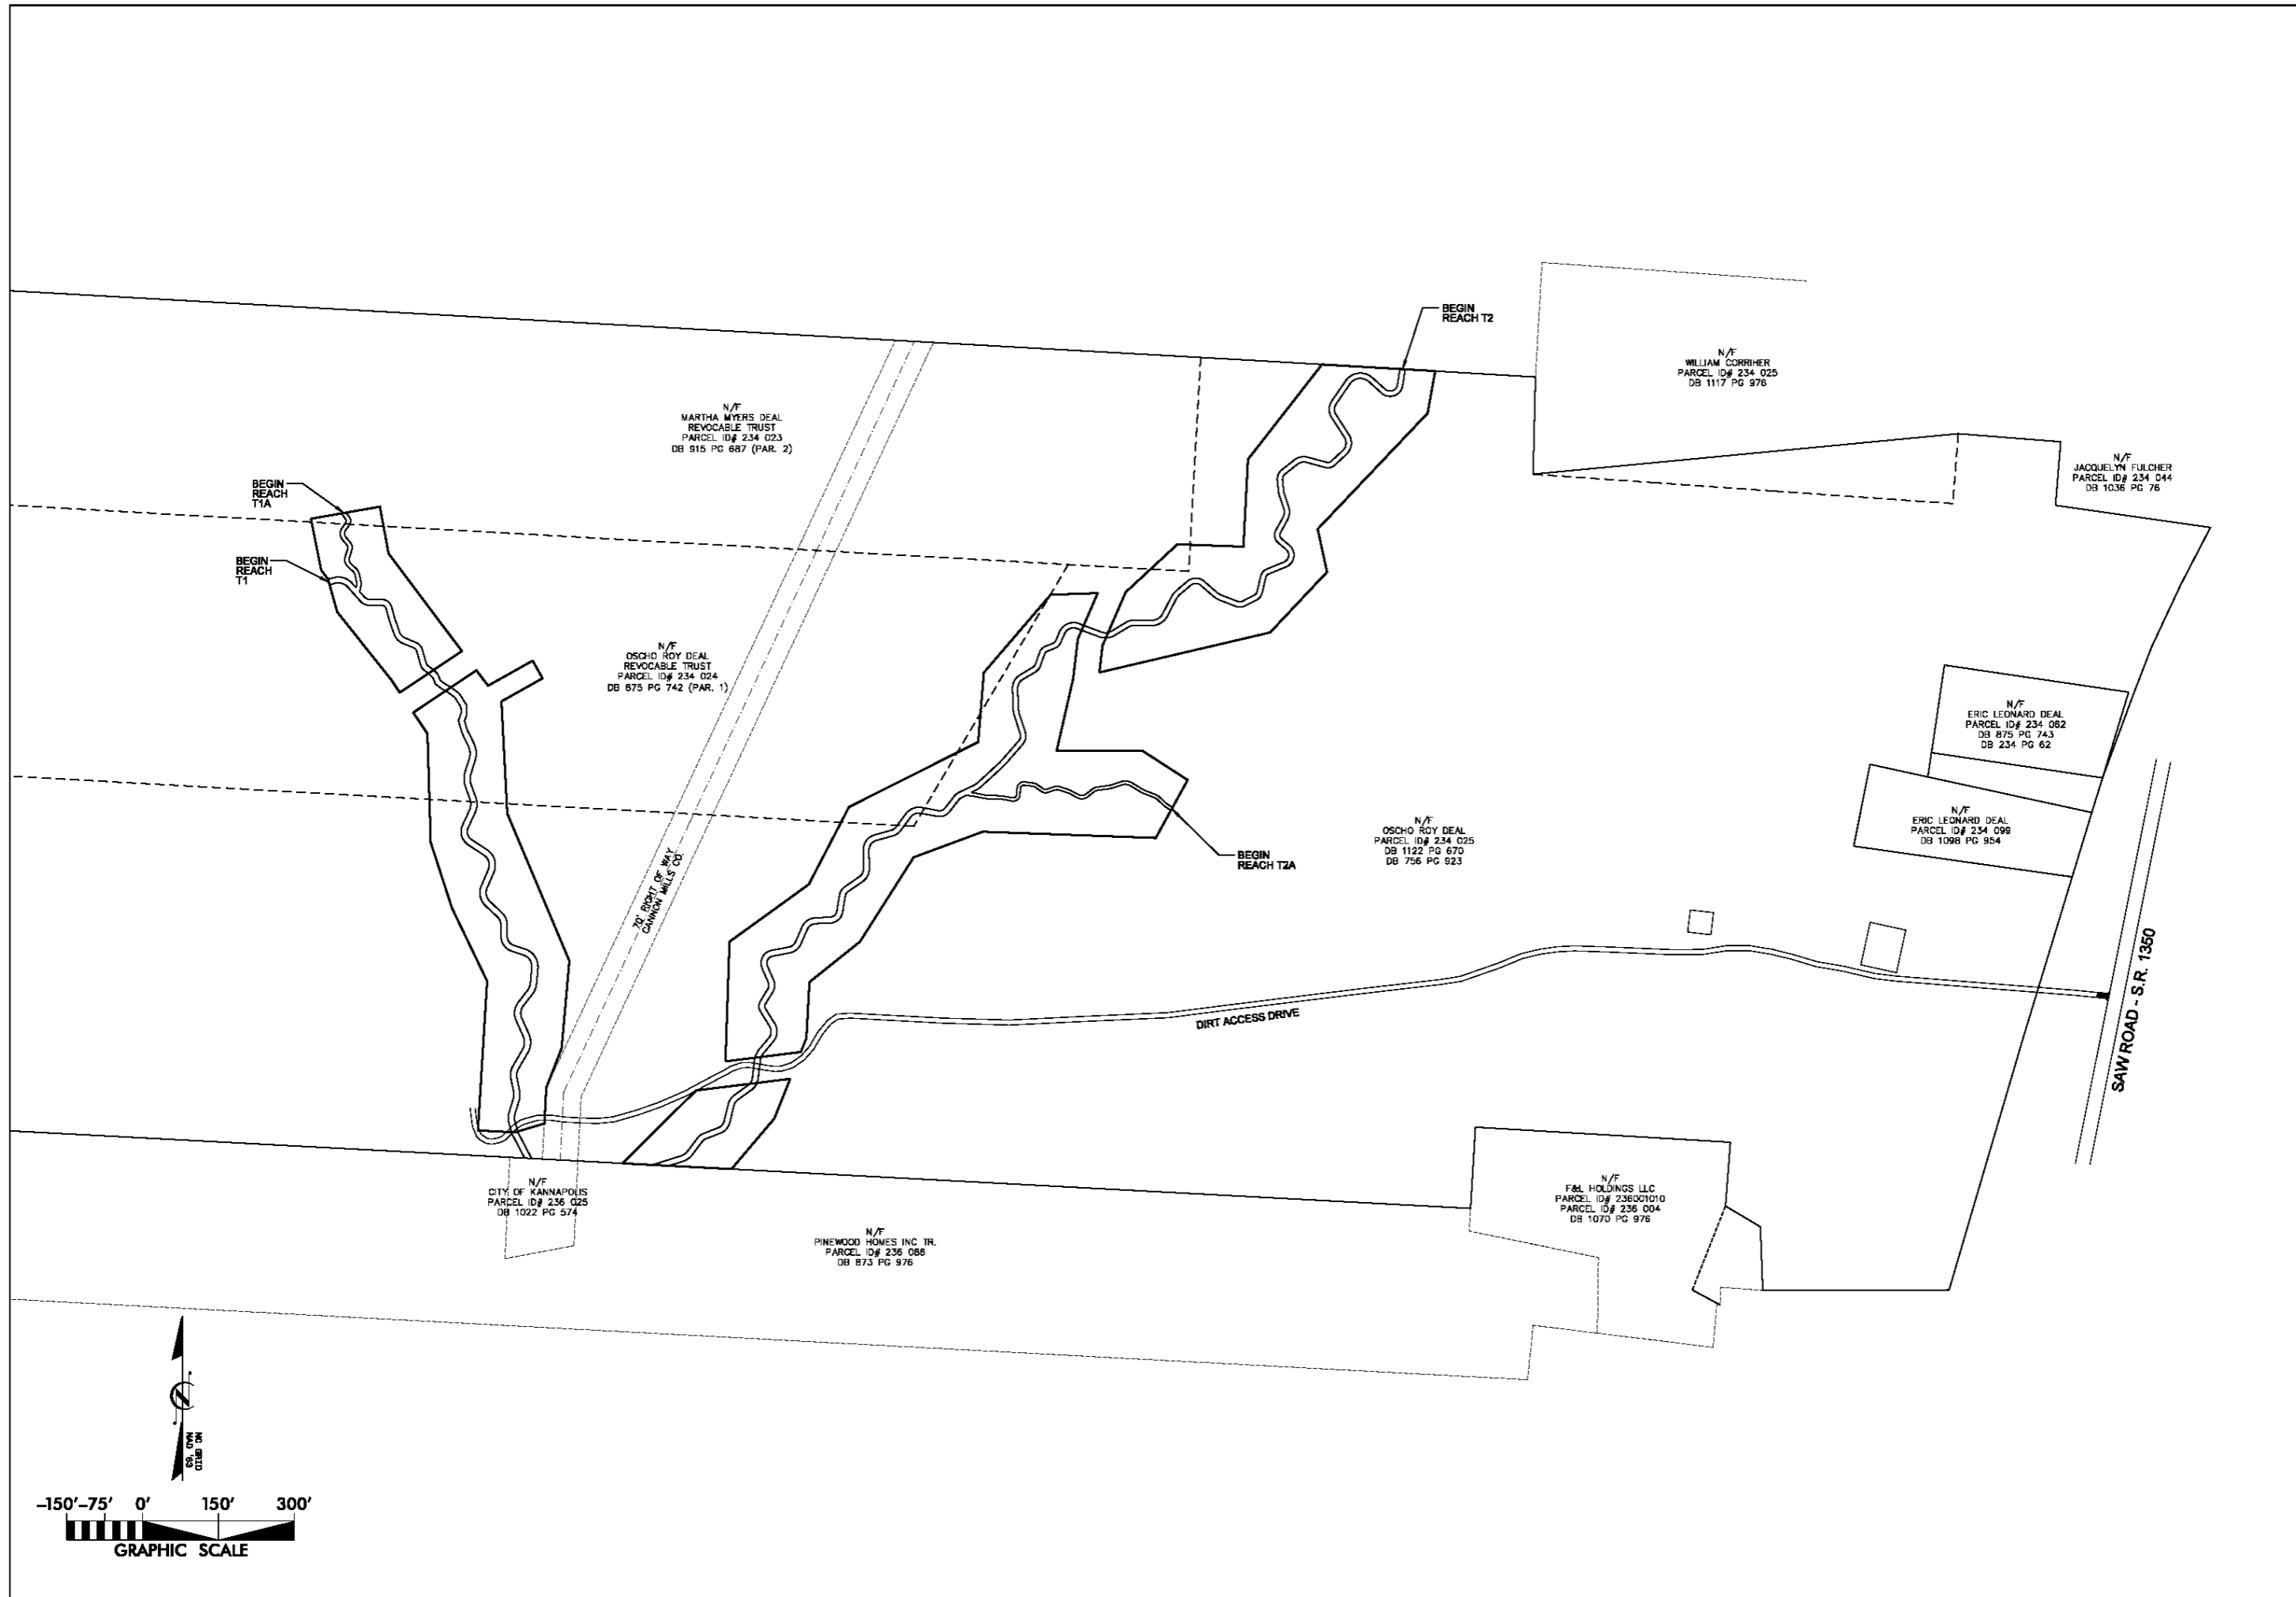 BEGIN
REACH T2
N/F
WILLIAM CORRIHER
PARCEL ID# 234 025
DB 1117 PG 976
N/F
MARTHA MYERS DEAL
REVOCABLE TRUST
PARCEL ID# 234 023
DB 915 PG 687 (PAR. 2)
N/F
JACQUELYN FULCHER
PARCEL ID# 234 044
DB 1036 PG 76
BEGIN
REACH
T1A
BEGIN
REACH
T1
N/F
OSCHO ROY DEAL
REVOCABLE TRUST
PARCEL ID# 234 024
DB 875 PG 742 (PAR. 1)
N/F
ERIC LEONARD DEAL
PARCEL ID# 234 062
DB 875 PG 743
DB 234 PG 62
N/F
ERIC LEONARD DEAL
PARCEL ID# 234 099
DB 1098 PG 954
N/F
OSCHO ROY DEAL
PARCEL ID# 234 025
DB 1122 PG 670
DB 756 PG 923
BEGIN
REACH T2A
70' RIGHT OF WAY
CANNON MILLS CO.
DIRT ACCESS DRIVE
SAW ROAD - S.R. 1350
N/F
CITY OF KANNAPOLIS
PARCEL ID# 236 025
DB 1022 PG 574
N/F
F&L HOLDINGS LLC
PARCEL ID# 236001010
PARCEL ID# 236 004
DB 1070 PG 976
N/F
PINEWOOD HOMES INC TR.
PARCEL ID# 236 086
DB 873 PG 976
NC GRID
NAD '83
-150' -75' 0' 150' 300'
GRAPHIC SCALE